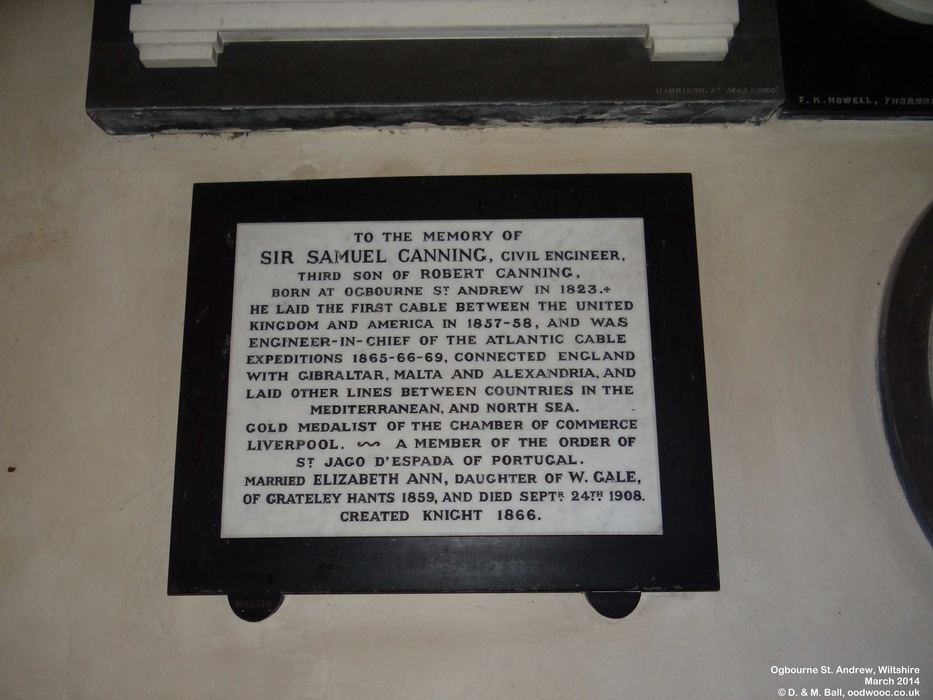 HARRISON, Pt MARLBRO'.
F. K. HOWELL,
TO THE MEMORY OF
SIR SAMUEL CANNING, CIVIL ENGINEER,
THIRD SON OF ROBERT CANNING,
BORN AT OGBOURNE ST ANDREW IN 1823.+
HE LAID THE FIRST CABLE BETWEEN THE UNITED
KINGDOM AND AMERICA IN 1857-58, AND WAS
ENGINEER-IN-CHIEF OF THE ATLANTIC CABLE
EXPEDITIONS 1865-66-69, CONNECTED ENGLAND
WITH GIBRALTAR, MALTA AND ALEXANDRIA, AND
LAID OTHER LINES BETWEEN COUNTRIES IN THE
MEDITERRANEAN, AND NORTH SEA.
GOLD MEDALIST OF THE CHAMBER OF COMMERCE
LIVERPOOL. ~ A MEMBER OF THE ORDER OF
ST JAGO D'ESPADA OF PORTUGAL.
MARRIED ELIZABETH ANN, DAUGHTER OF W. GALE,
OF GRATELEY HANTS 1859, AND DIED SEPTR 24TH 1908.
CREATED KNIGHT 1866.
HILLIER
Ogbourne St. Andrew, Wiltshire
March 2014
© D. & M. Ball, oodwooc.co.uk